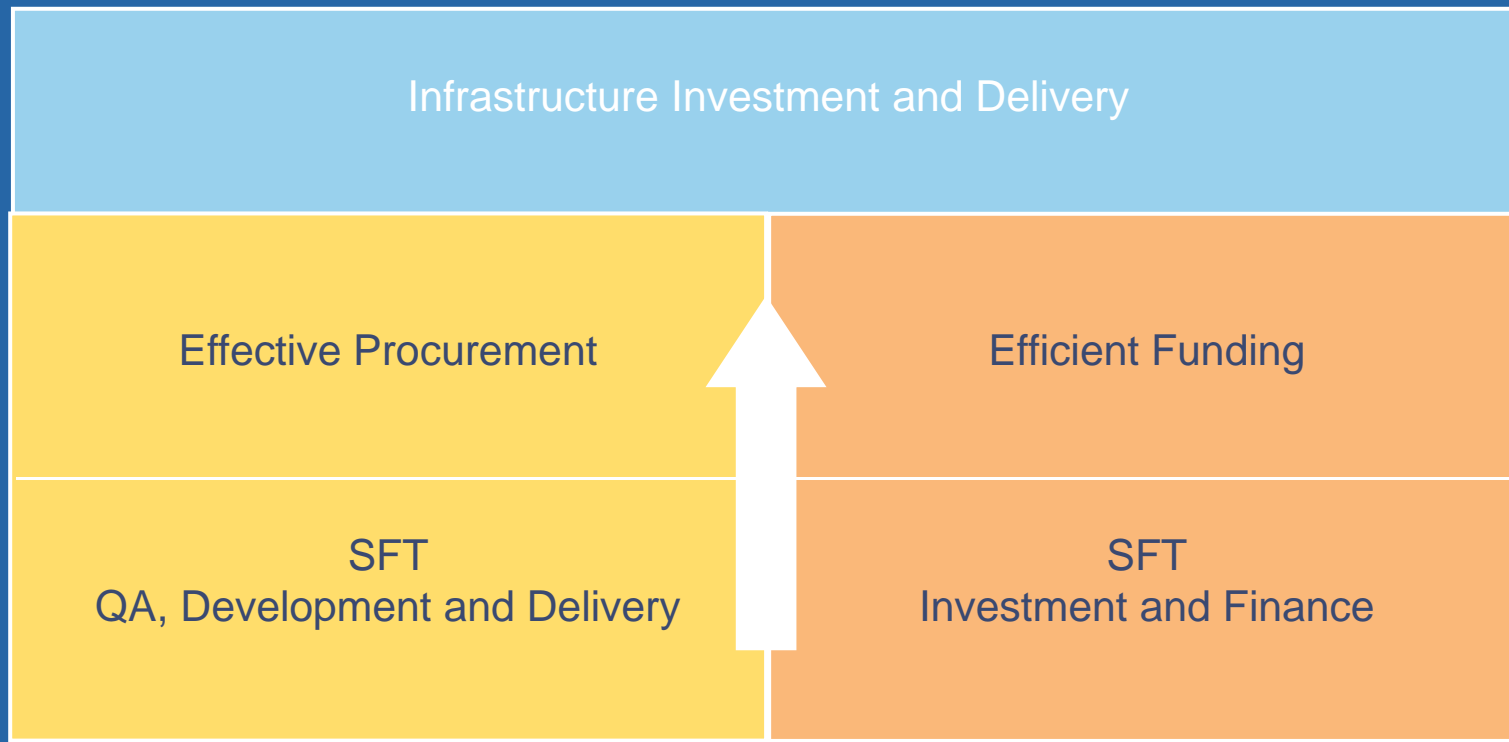 Infrastructure Investment and Delivery
Effective Procurement
Efficient Funding
SFT
QA, Development and Delivery
SFT
Investment and Finance